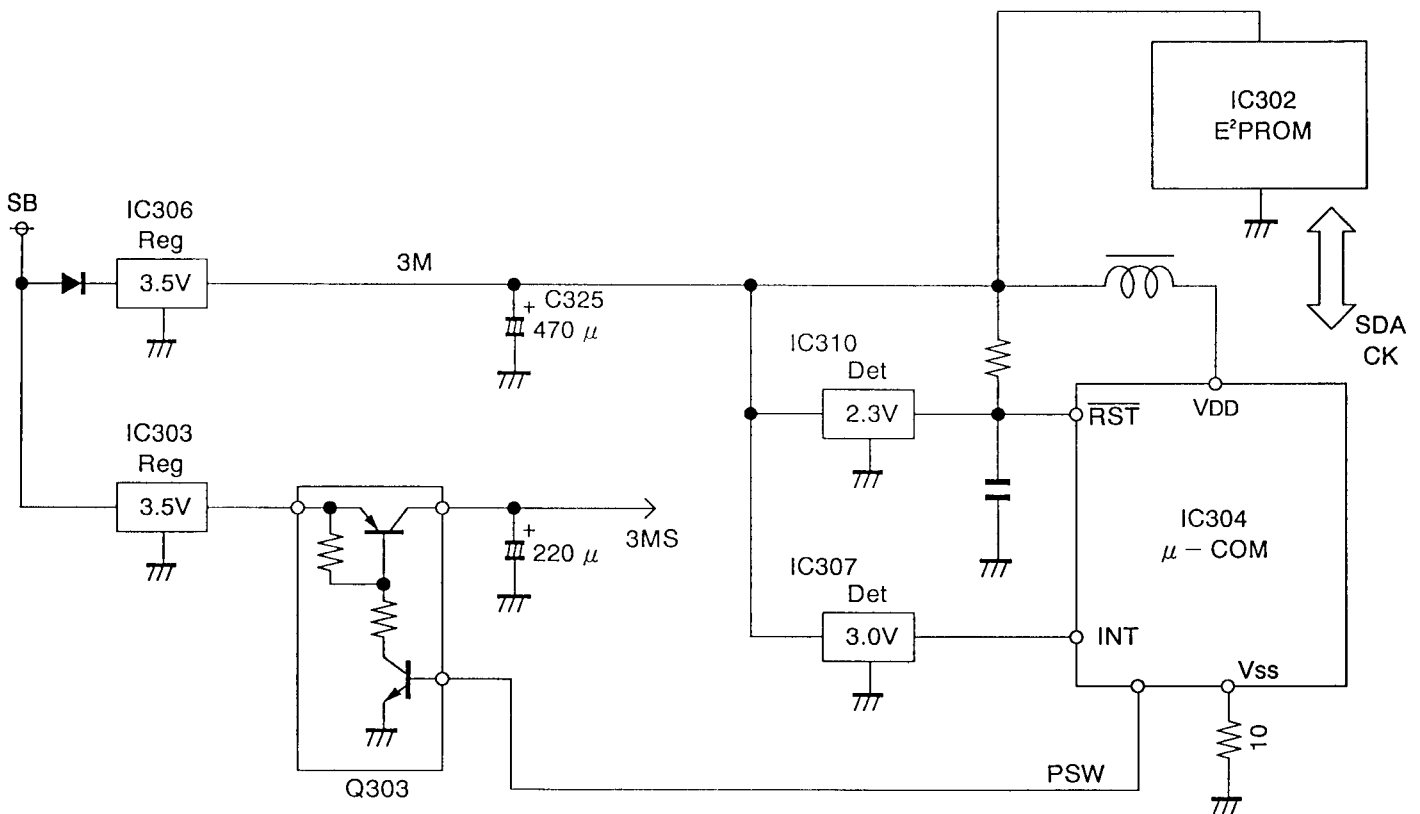 IC302
E²PROM
SB
IC306
Reg
3.5V
3M
+ C325
470 μ
SDA
CK
IC310
Det
2.3V
VDD
RST
IC303
Reg
3.5V
+
220 μ
3MS
IC304
μ – COM
IC307
Det
3.0V
INT
Vss
10
PSW
Q303